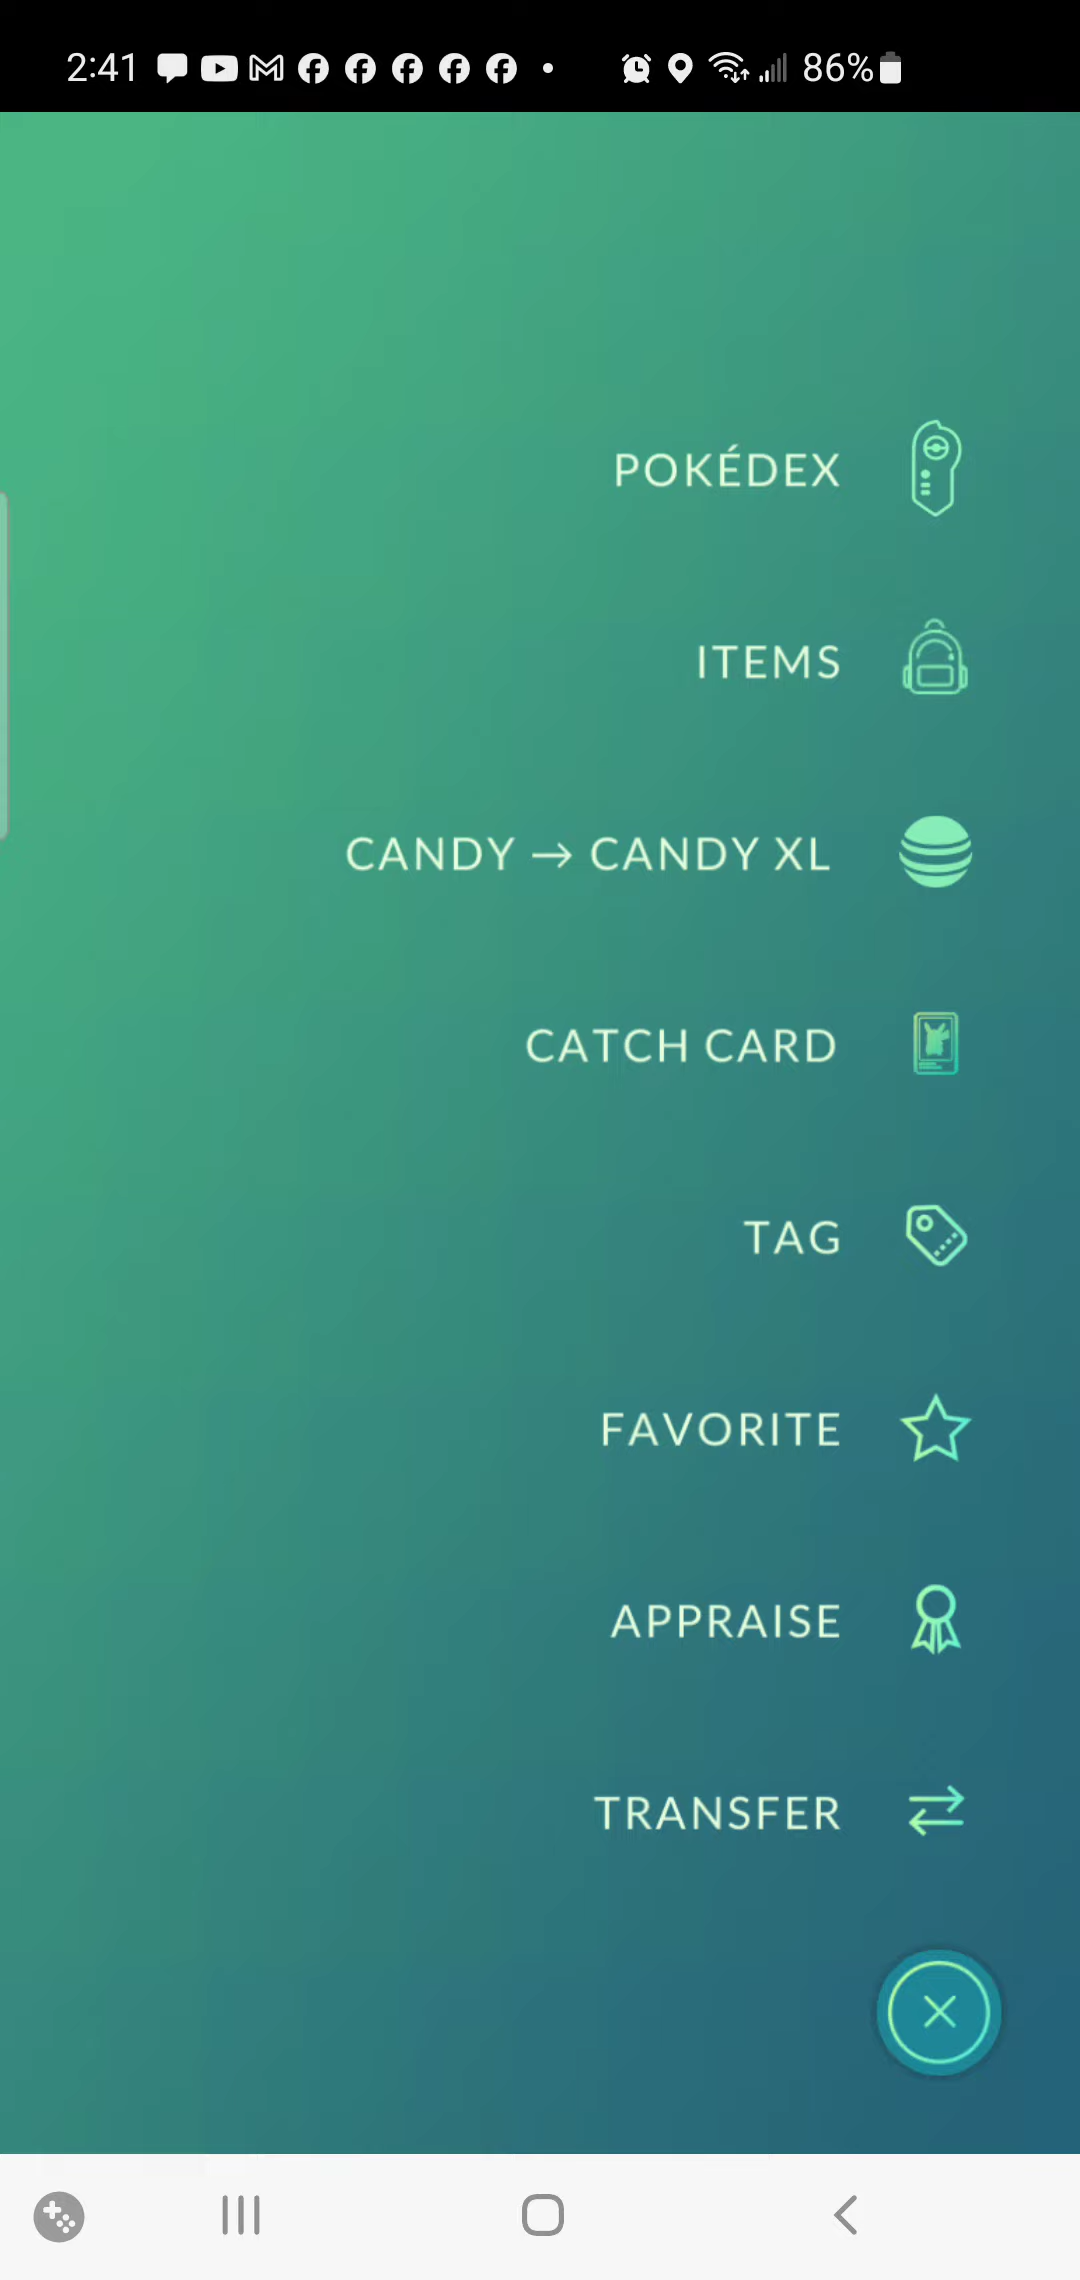 2:41 86%
POKÉDEX
ITEMS
CANDY → CANDY XL
CATCH CARD
TAG
FAVORITE
APPRAISE
TRANSFER